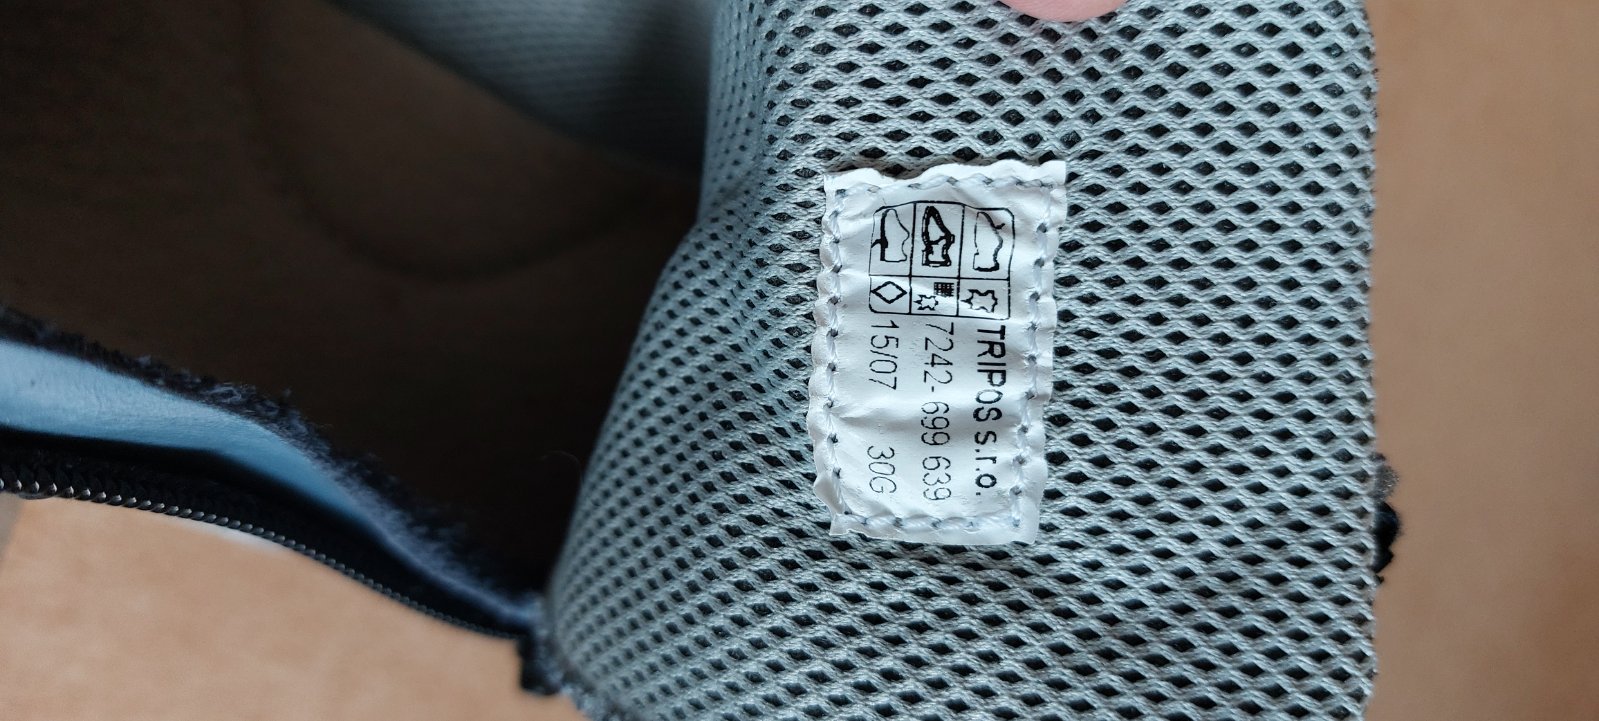 TRIPOS s.r.o.
7242-699 639
15/07 30G